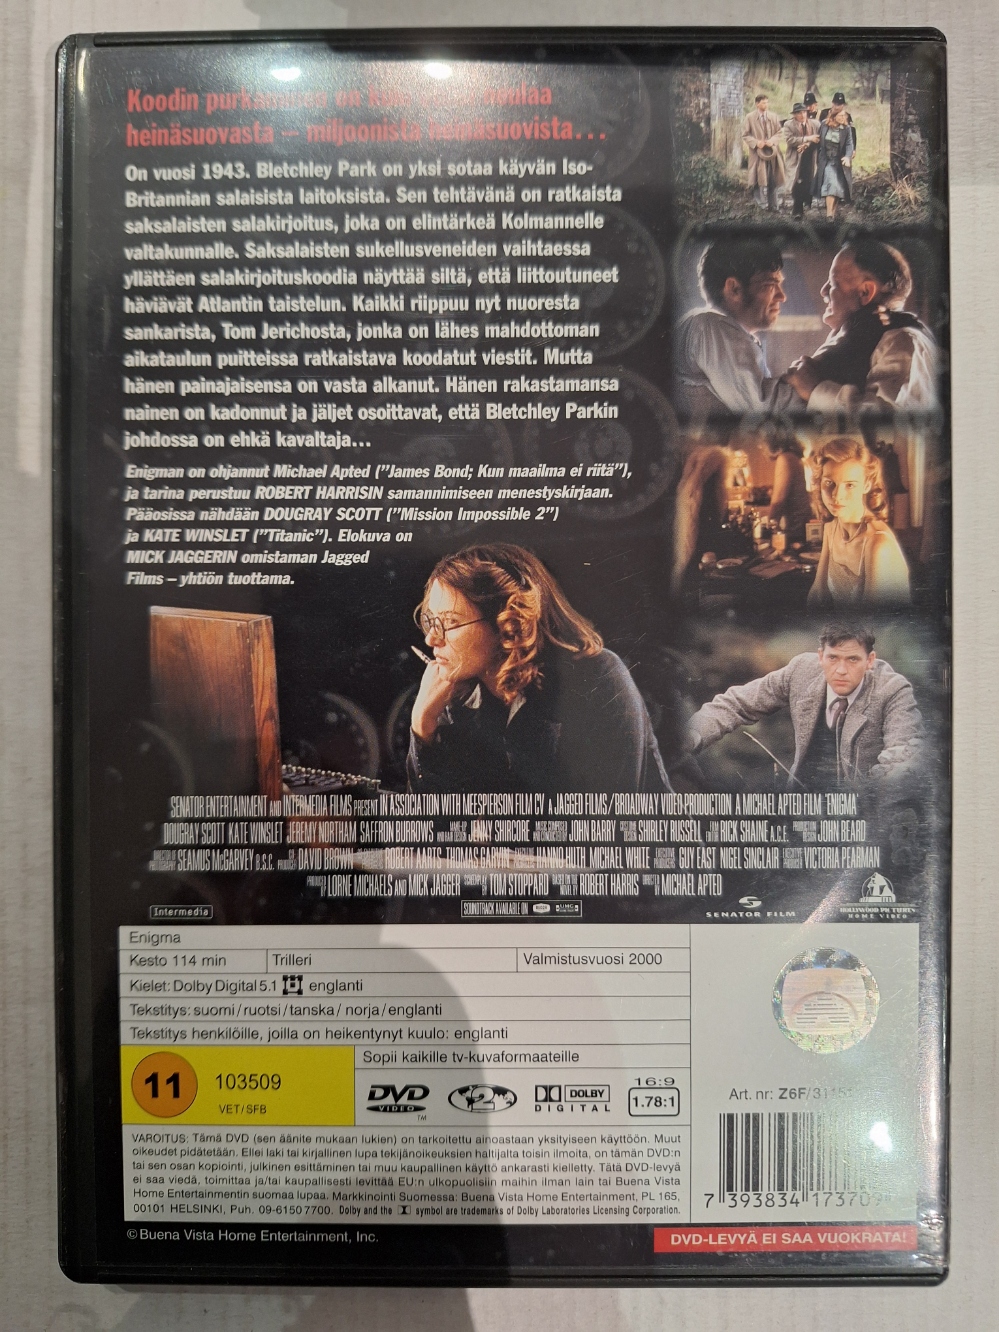 Koodin purkaminen on kuin neulaa
heinäsuovasta – miljoonista heinäsuovista...
On vuosi 1943. Bletchley Park on yksi sotaa käyvän Iso-
Britannian salaisista laitoksista. Sen tehtävänä on ratkaista
saksalaisten salakirjoitus, joka on elintärkeä Kolmannelle
valtakunnalle. Saksalaisten sukellusveneiden vaihtaessa
yllättäen salakirjoituskoodia näyttää siltä, että liittoutuneet
häviävät Atlantin taistelun. Kaikki riippuu nyt nuoresta
sankarista, Tom Jerichosta, jonka on lähes mahdottoman
aikataulun puitteissa ratkaistava koodatut viestit. Mutta
hänen painajaisensa on vasta alkanut. Hänen rakastamansa
nainen on kadonnut ja jäljet osoittavat, että Bletchley Parkin
johdossa on ehkä kavaltaja...
Enigman on ohjannut Michael Apted ("James Bond; Kun maailma ei riitä"),
ja tarina perustuu ROBERT HARRISIN samannimiseen menestyskirjaan.
Pääosissa nähdään DOUGRAY SCOTT ("Mission Impossible 2")
ja KATE WINSLET ("Titanic"). Elokuva on
MICK JAGGERIN omistaman Jagged
Films – yhtiön tuottama.
SENATOR ENTERTAINMENT AND INTERMEDIA FILMS PRESENT IN ASSOCIATION WITH MEESPIERSON FILM CV A JAGGED FILMS/BROADWAY VIDEO PRODUCTION A MICHAEL APTED FILM 'ENIGMA'
DOUGRAY SCOTT KATE WINSLET JEREMY NORTHAM SAFFRON BURROWS JENNY SHIRCORE JOHN BARRY SHIRLEY RUSSELL RICK SHAINE A.C.E. JOHN BEARD
SEAMUS McGARVEY B.S.C. DAVID BROWN ROBERT AARTS THOMAS GARVIN HANNO HUTH MICHAEL WHITE GUY EAST NIGEL SINCLAIR VICTORIA PEARMAN
LORNE MICHAELS AND MICK JAGGER TOM STOPPARD ROBERT HARRIS MICHAEL APTED
SOUNDTRACK AVAILABLE ON DECCA UMC
Intermedia
SENATOR FILM
HOLLYWOOD PICTURES
HOME VIDEO
Enigma
Kesto 114 min Trilleri Valmistusvuosi 2000
Kielet: Dolby Digital 5.1 englanti
Tekstitys: suomi/ruotsi/tanska/norja/englanti
Tekstitys henkilöille, joilla on heikentynyt kuulo: englanti
Sopii kaikille tv-kuvaformaateille
11 103509
VET/SFB
DVD
VIDEO
TM
2
DOLBY
DIGITAL
16:9
1.78:1
Art. nr: Z6F/31151
VAROITUS: Tämä DVD (sen äänite mukaan lukien) on tarkoitettu ainoastaan yksityiseen käyttöön. Muut
oikeudet pidätetään. Ellei laki tai kirjallinen lupa tekijänoikeuksien haltijalta toisin ilmoita, on tämän DVD:n
tai sen osan kopiointi, julkinen esittäminen tai muu kaupallinen käyttö ankarasti kielletty. Tätä DVD-levyä
ei saa viedä, toimittaa ja/tai kaupallisesti levittää EU:n ulkopuolisiin maihin ilman lain tai Buena Vista
Home Entertainmentin suomaa lupaa. Markkinointi Suomessa: Buena Vista Home Entertainment, PL 165,
00101 HELSINKI, Puh. 09-61507700. Dolby and the symbol are trademarks of Dolby Laboratories Licensing Corporation.
7 393834 173709
© Buena Vista Home Entertainment, Inc.
DVD-LEVYÄ EI SAA VUOKRATA!